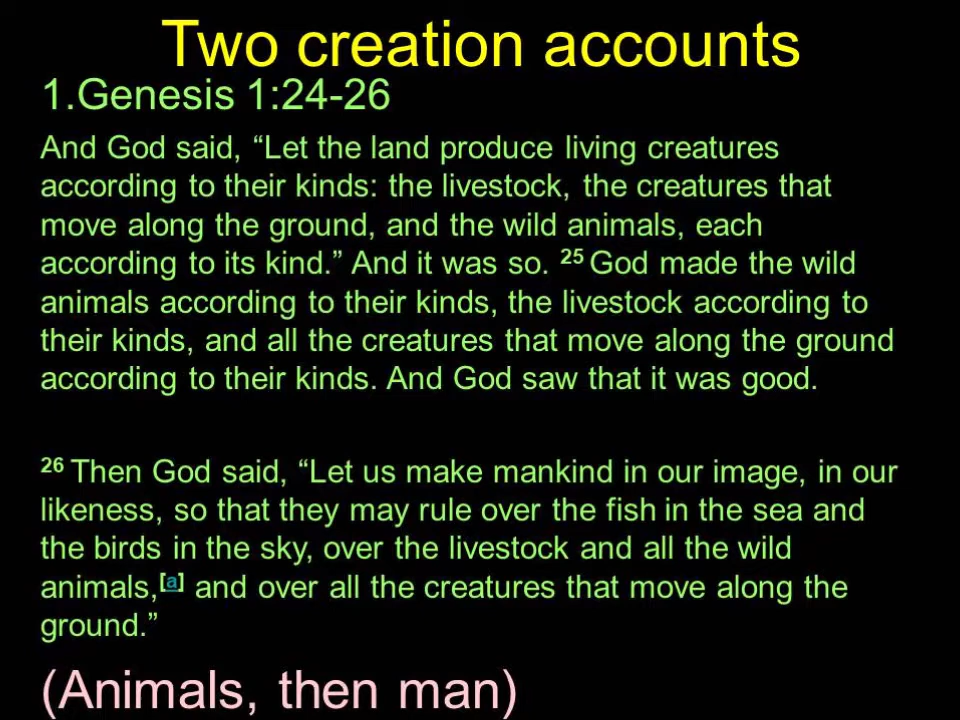 Two creation accounts
1.Genesis 1:24-26
And God said, “Let the land produce living creatures
according to their kinds: the livestock, the creatures that
move along the ground, and the wild animals, each
according to its kind.” And it was so. 25 God made the wild
animals according to their kinds, the livestock according to
their kinds, and all the creatures that move along the ground
according to their kinds. And God saw that it was good.
26 Then God said, “Let us make mankind in our image, in our
likeness, so that they may rule over the fish in the sea and
the birds in the sky, over the livestock and all the wild
animals,[a] and over all the creatures that move along the
ground.”
(Animals, then man)